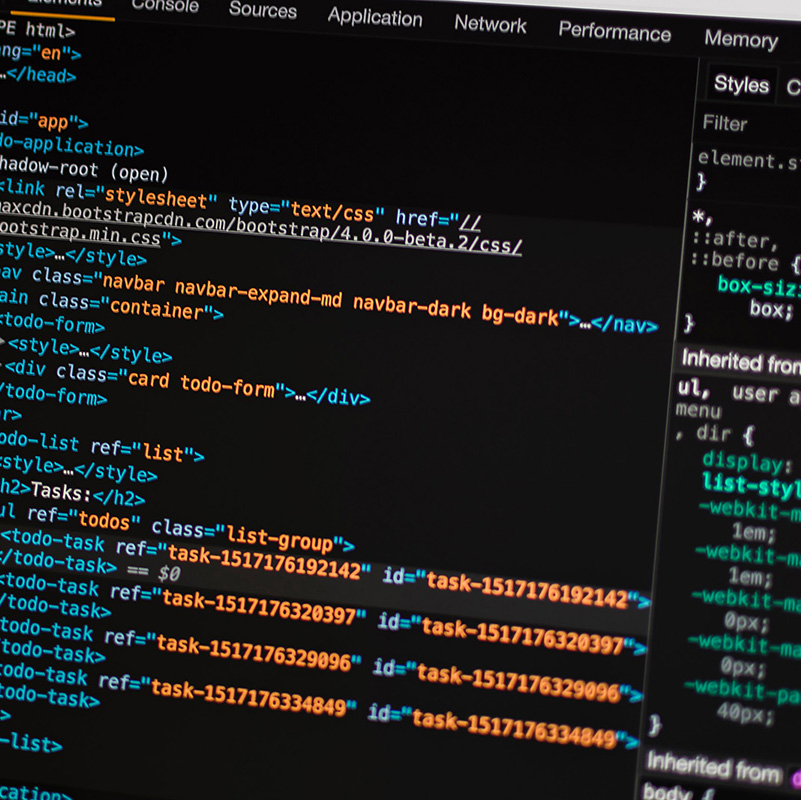 Elements Console Sources Application Network Performance Memory
PE html>
ng="en">
…</head>
id="app">
do-application>
hadow-root (open)
<link rel="stylesheet" type="text/css" href="//
axcdn.bootstrapcdn.com/bootstrap/4.0.0-beta.2/css/
ootstrap.min.css">
style>…</style>
av class="navbar navbar-expand-md navbar-dark bg-dark">…</nav>
ain class="container">
<todo-form>
<style>…</style>
<div class="card todo-form">…</div>
/todo-form>
r>
odo-list ref="list">
<style>…</style>
h2>Tasks:</h2>
ul ref="todos" class="list-group">
<todo-task ref="task-1517176192142" id="task-1517176192142">
</todo-task> == $0
<todo-task ref="task-1517176320397" id="task-1517176320397">
/todo-task>
todo-task ref="task-1517176329096" id="task-1517176329096">
todo-task>
todo-task ref="task-1517176334849" id="task-1517176334849">
todo-task>
>
-list>
cation>
Styles C
Filter
element.s
}
*,
::after,
::before {
box-siz
box;
}
Inherited from
ul, user a
menu
, dir {
display:
list-styl
-webkit-m
1em;
-webkit-ma
1em;
-webkit-ma
0px;
-webkit-ma
0px;
-webkit-pa
40px;
}
Inherited from d
body {